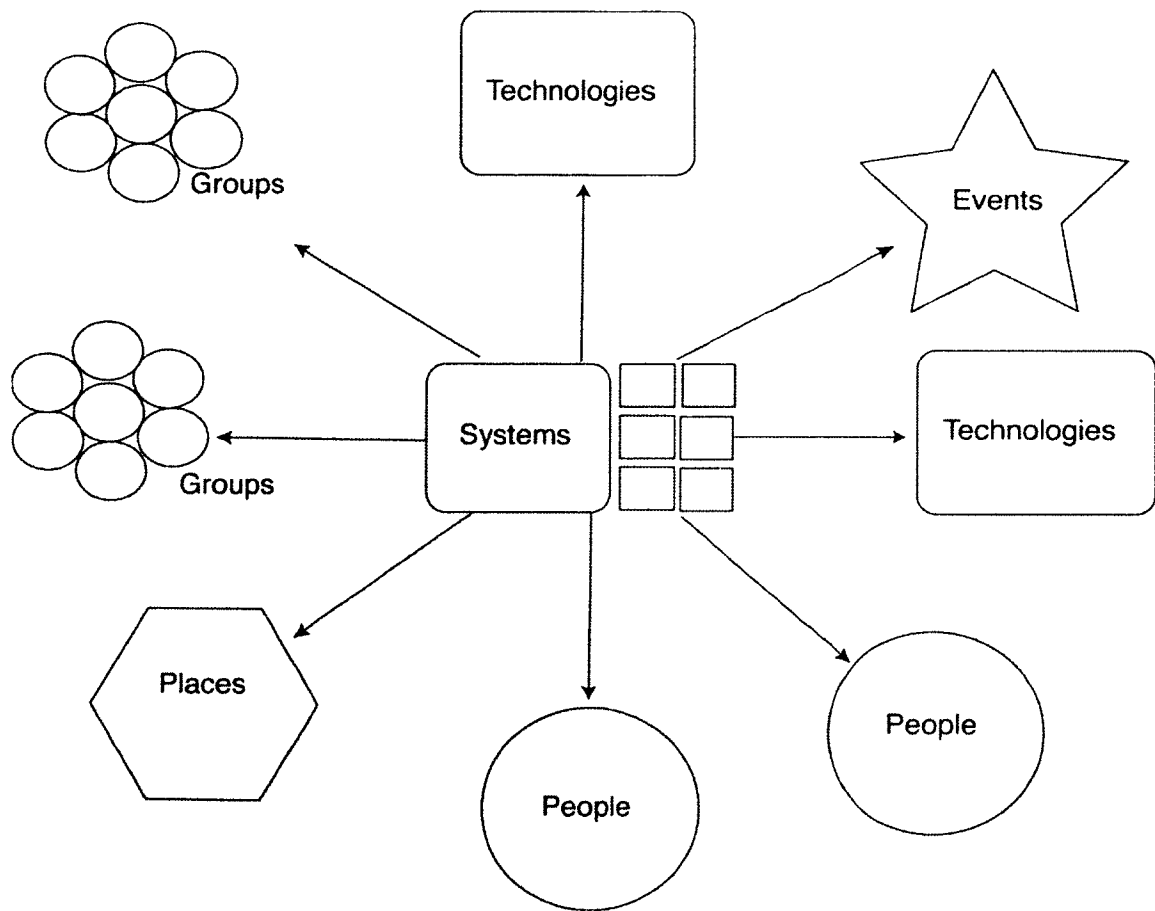 Technologies
Groups
Events
Groups
Systems
Technologies
Places
People
People